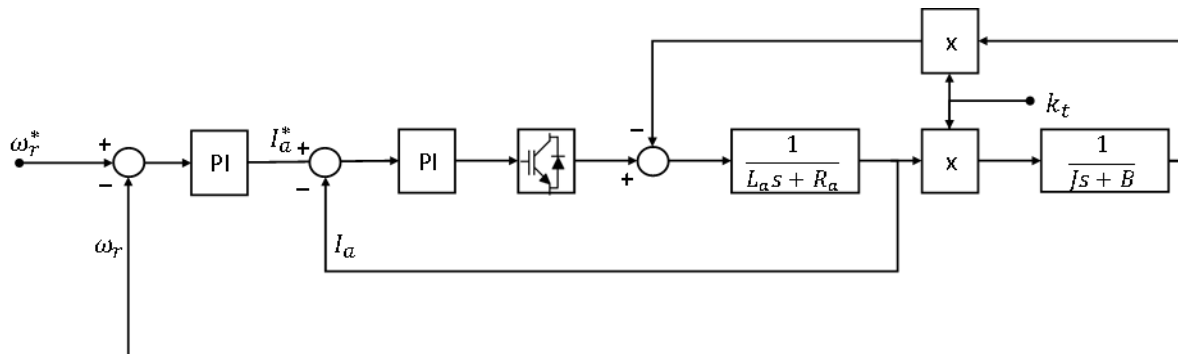 x
−
k_t
ω_r^*
+
−
PI
I_a^*
+
−
PI
+
1
L_a s + R_a
x
1
Js + B
ω_r
I_a